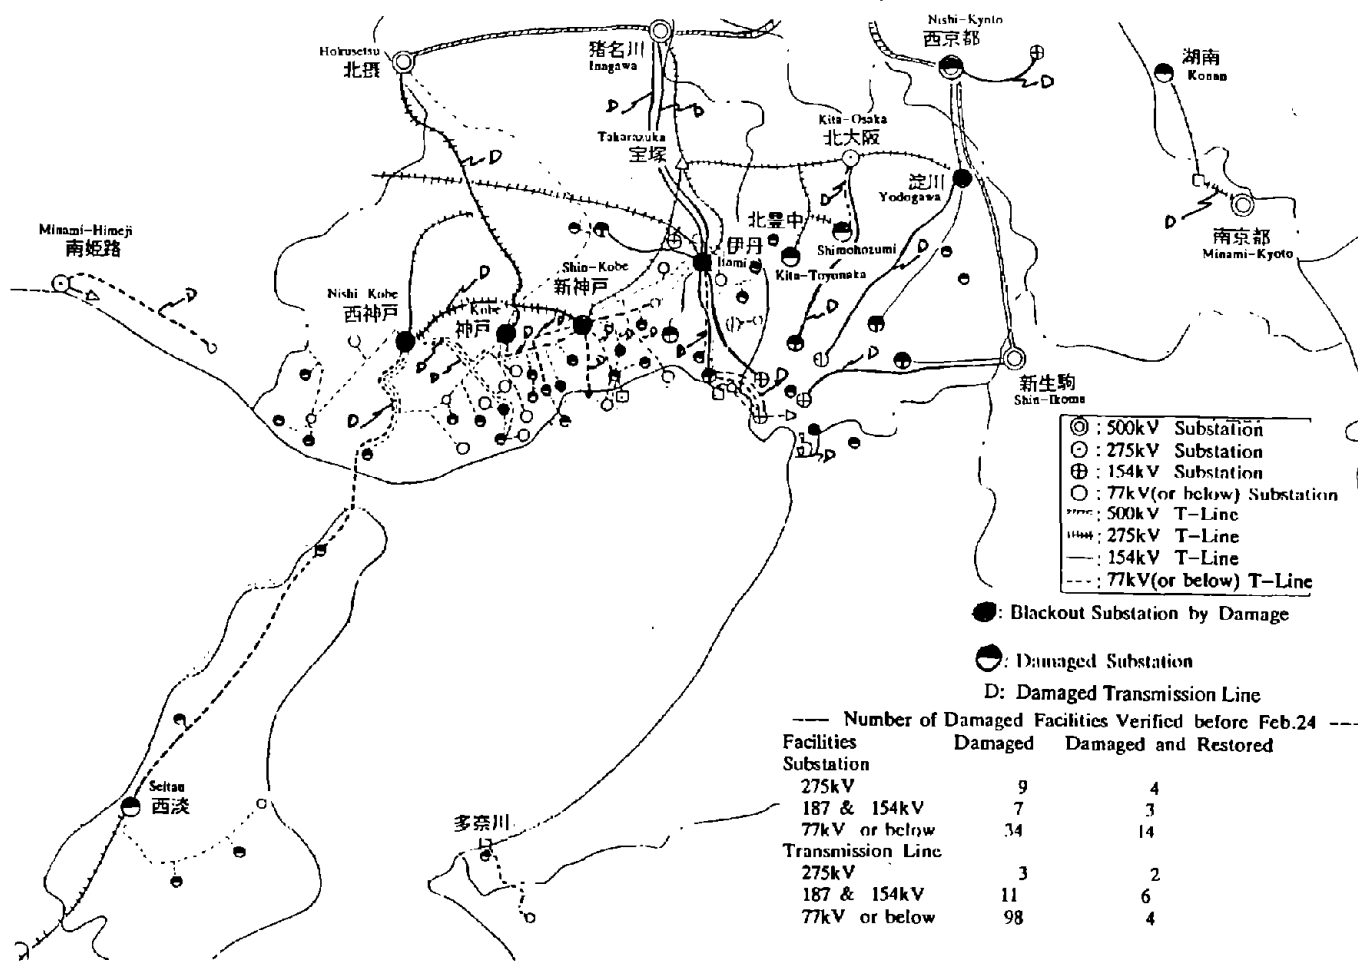 Nishi-Kyoto
西京都
Hokusetsu
北摂
猪名川
Inagawa
湖南
Konan
D
D
D
Kita-Osaka
北大阪
Takarazuka
宝塚
D
淀川
Yodogawa
D
D
北豊中
Shimohozumi
Kita-Toyonaka
南京都
Minami-Kyoto
Minami-Himeji
南姫路
伊丹
Itami
D
D
Shin-Kobe
新神戸
Nishi-Kobe
西神戸
Kobe
神戸
D
D
D
D
D
D
D
D
D
D
D
新生駒
Shin-Ikoma
: 500kV Substation
: 275kV Substation
: 154kV Substation
: 77kV(or below) Substation
: 500kV T-Line
: 275kV T-Line
: 154kV T-Line
: 77kV(or below) T-Line
: Blackout Substation by Damage
: Damaged Substation
D: Damaged Transmission Line
Number of Damaged Facilities Verified before Feb.24
Facilities Damaged Damaged and Restored
Substation
275kV 9 4
187 & 154kV 7 3
77kV or below 34 14
Transmission Line
275kV 3 2
187 & 154kV 11 6
77kV or below 98 4
西淡
多奈川